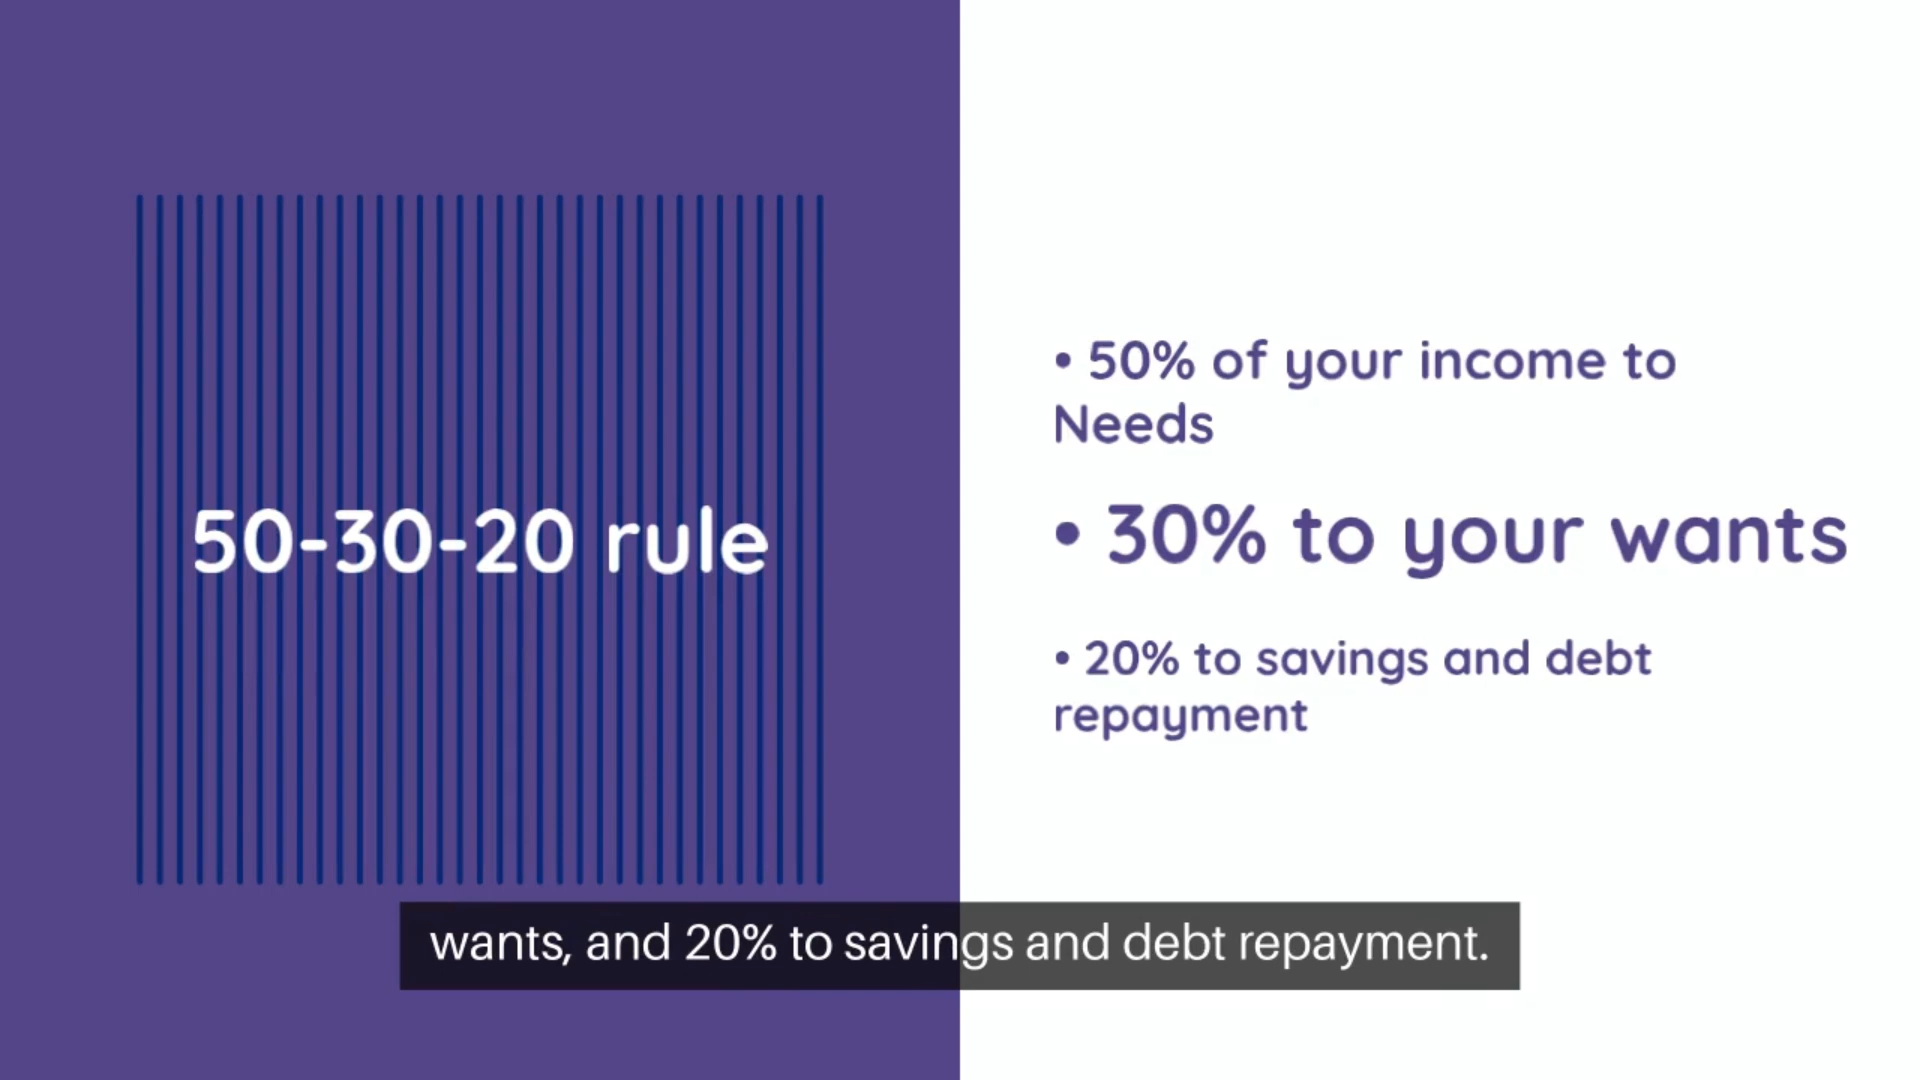 50-30-20 rule
• 50% of your income to
Needs
• 30% to your wants
• 20% to savings and debt
repayment
wants, and 20% to savings and debt repayment.